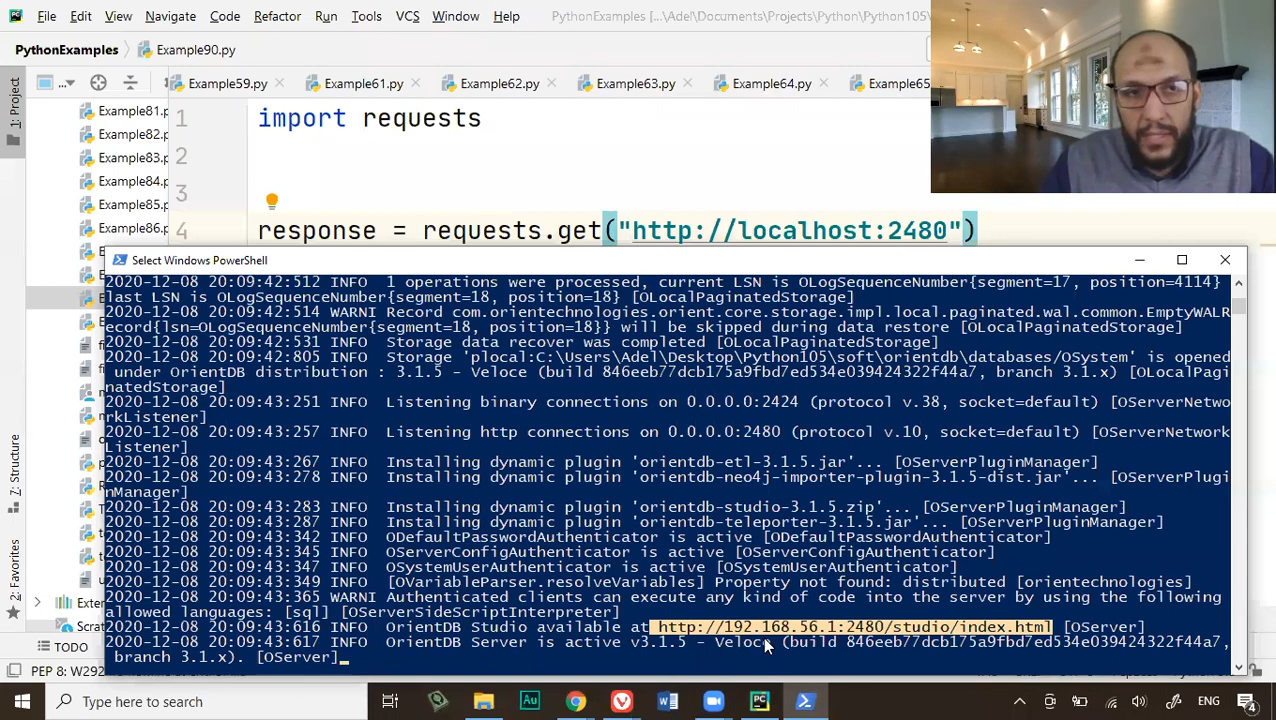 File Edit View Navigate Code Refactor Run Tools VCS Window Help PythonExamples [...\Adel\Documents\Projects\Python\Python105\
PythonExamples Example90.py
Example59.py Example61.py Example62.py Example63.py Example64.py Example65
1: Project
Example81.
Example82.
Example83.
Example84.
Example85.
Example86.
1 import requests
2
3
4 response = requests.get("http://localhost:2480")
Select Windows PowerShell
2020-12-08 20:09:42:512 INFO 1 operations were processed, current LSN is OLogSequenceNumber{segment=17, position=4114}
last LSN is OLogSequenceNumber{segment=18, position=18} [OLocalPaginatedStorage]
2020-12-08 20:09:42:514 WARNI Record com.orientechnologies.orient.core.storage.impl.local.paginated.wal.common.EmptyWALR
ecord{lsn=OLogSequenceNumber{segment=18, position=18}} will be skipped during data restore [OLocalPaginatedStorage]
2020-12-08 20:09:42:531 INFO Storage data recover was completed [OLocalPaginatedStorage]
2020-12-08 20:09:42:805 INFO Storage 'plocal:C:\Users\Adel\Desktop\Python105\soft\orientdb\databases/OSystem' is opened
under OrientDB distribution : 3.1.5 - Veloce (build 846eeb77dcb175a9fbd7ed534e039424322f44a7, branch 3.1.x) [OLocalPagi
natedStorage]
2020-12-08 20:09:43:251 INFO Listening binary connections on 0.0.0.0:2424 (protocol v.38, socket=default) [OServerNetwo
rkListener]
2020-12-08 20:09:43:257 INFO Listening http connections on 0.0.0.0:2480 (protocol v.10, socket=default) [OServerNetwork
Listener]
2020-12-08 20:09:43:267 INFO Installing dynamic plugin 'orientdb-etl-3.1.5.jar'... [OServerPluginManager]
2020-12-08 20:09:43:278 INFO Installing dynamic plugin 'orientdb-neo4j-importer-plugin-3.1.5-dist.jar'... [OServerPlugi
nManager]
2020-12-08 20:09:43:283 INFO Installing dynamic plugin 'orientdb-studio-3.1.5.zip'... [OServerPluginManager]
2020-12-08 20:09:43:287 INFO Installing dynamic plugin 'orientdb-teleporter-3.1.5.jar'... [OServerPluginManager]
2020-12-08 20:09:43:342 INFO ODefaultPasswordAuthenticator is active [ODefaultPasswordAuthenticator]
2020-12-08 20:09:43:345 INFO OServerConfigAuthenticator is active [OServerConfigAuthenticator]
2020-12-08 20:09:43:347 INFO OSystemUserAuthenticator is active [OSystemUserAuthenticator]
2020-12-08 20:09:43:349 INFO [OVariableParser.resolveVariables] Property not found: distributed [orientechnologies]
2020-12-08 20:09:43:365 WARNI Authenticated clients can execute any kind of code into the server by using the following
allowed languages: [sql] [OServerSideScriptInterpreter]
2020-12-08 20:09:43:616 INFO OrientDB Studio available at http://192.168.56.1:2480/studio/index.html [OServer]
2020-12-08 20:09:43:617 INFO OrientDB Server is active v3.1.5 - Veloce (build 846eeb77dcb175a9fbd7ed534e039424322f44a7,
branch 3.1.x). [OServer]
7: Structure
2: Favorites
Exter
Scrat
TODO
PEP 8: W29
Type here to search
ENG
4